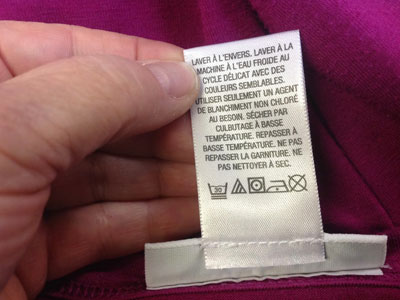 LAVER À L'ENVERS. LAVER À LA
MACHINE À L'EAU FROIDE AU
CYCLE DÉLICAT AVEC DES
COULEURS SEMBLABLES.
UTILISER SEULEMENT UN AGENT
DE BLANCHIMENT NON CHLORÉ
AU BESOIN. SÉCHER PAR
CULBUTAGE À BASSE
TEMPÉRATURE. REPASSER À
BASSE TEMPÉRATURE. NE PAS
REPASSER LA GARNITURE. NE
PAS NETTOYER À SEC.
30